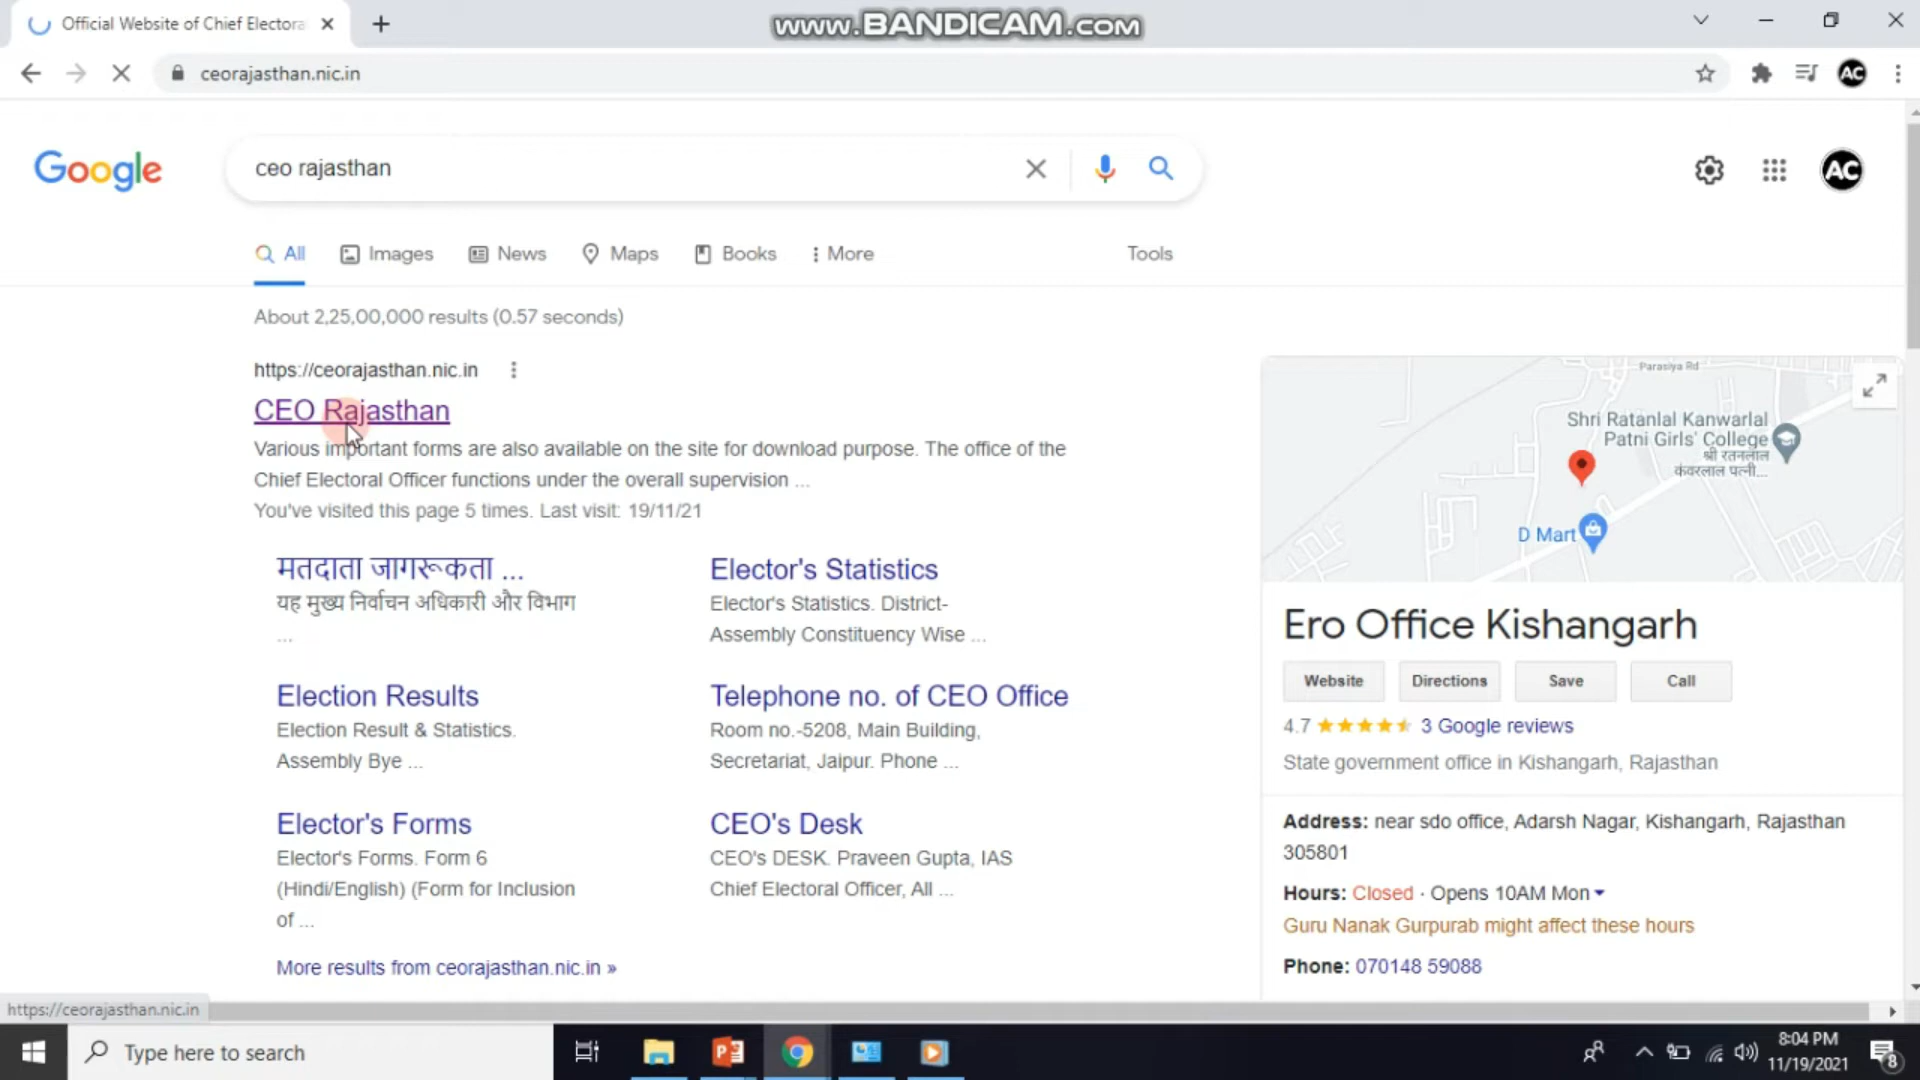 Official Website of Chief Electora
www.BANDICAM.com
ceorajasthan.nic.in
AC
Google
ceo rajasthan
AC
All
Images
News
Maps
Books
More
Tools
About 2,25,00,000 results (0.57 seconds)
https://ceorajasthan.nic.in
CEO Rajasthan
Various important forms are also available on the site for download purpose. The office of the
Chief Electoral Officer functions under the overall supervision ...
You've visited this page 5 times. Last visit: 19/11/21
मतदाता जागरूकता ...
यह मुख्य निर्वाचन अधिकारी और विभाग
...
Elector's Statistics
Elector's Statistics. District-
Assembly Constituency Wise ...
Election Results
Election Result & Statistics.
Assembly Bye ...
Telephone no. of CEO Office
Room no.-5208, Main Building,
Secretariat, Jaipur. Phone ...
Elector's Forms
Elector's Forms. Form 6
(Hindi/English) (Form for Inclusion
of ...
CEO's Desk
CEO's DESK. Praveen Gupta, IAS
Chief Electoral Officer, All ...
More results from ceorajasthan.nic.in »
Parasiya Rd
Shri Ratanlal Kanwarlal
Patni Girls' College
श्री रतनलाल
कंवरलाल पत्नी...
D Mart
Ero Office Kishangarh
Website
Directions
Save
Call
4.7
3 Google reviews
State government office in Kishangarh, Rajasthan
Address: near sdo office, Adarsh Nagar, Kishangarh, Rajasthan
305801
Hours: Closed · Opens 10AM Mon
Guru Nanak Gurpurab might affect these hours
Phone: 070148 59088
https://ceorajasthan.nic.in
Type here to search
8:04 PM
11/19/2021
8